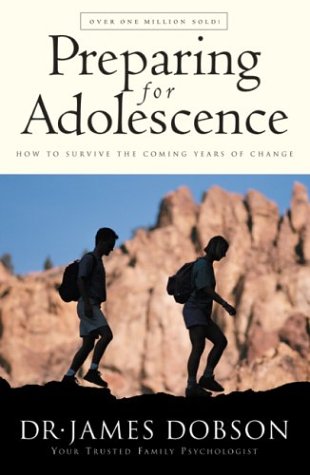 OVER ONE MILLION SOLD!
Preparing
for
Adolescence
HOW TO SURVIVE THE COMING YEARS OF CHANGE
DR·JAMES DOBSON
YOUR TRUSTED FAMILY PSYCHOLOGIST